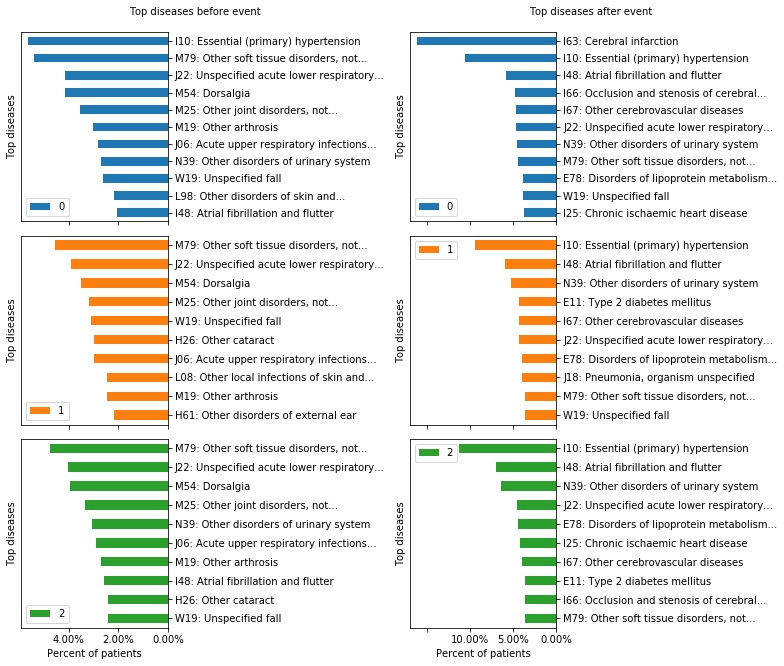 Top diseases before event
Top diseases
I10: Essential (primary) hypertension
M79: Other soft tissue disorders, not...
J22: Unspecified acute lower respiratory...
M54: Dorsalgia
M25: Other joint disorders, not...
M19: Other arthrosis
J06: Acute upper respiratory infections...
N39: Other disorders of urinary system
W19: Unspecified fall
L98: Other disorders of skin and...
I48: Atrial fibrillation and flutter
0
Top diseases after event
Top diseases
I63: Cerebral infarction
I10: Essential (primary) hypertension
I48: Atrial fibrillation and flutter
I66: Occlusion and stenosis of cerebral...
I67: Other cerebrovascular diseases
J22: Unspecified acute lower respiratory...
N39: Other disorders of urinary system
M79: Other soft tissue disorders, not...
E78: Disorders of lipoprotein metabolism...
W19: Unspecified fall
I25: Chronic ischaemic heart disease
0
Top diseases
M79: Other soft tissue disorders, not...
J22: Unspecified acute lower respiratory...
M54: Dorsalgia
M25: Other joint disorders, not...
W19: Unspecified fall
H26: Other cataract
J06: Acute upper respiratory infections...
L08: Other local infections of skin and...
M19: Other arthrosis
H61: Other disorders of external ear
1
Top diseases
1
I10: Essential (primary) hypertension
I48: Atrial fibrillation and flutter
N39: Other disorders of urinary system
E11: Type 2 diabetes mellitus
I67: Other cerebrovascular diseases
J22: Unspecified acute lower respiratory...
E78: Disorders of lipoprotein metabolism...
J18: Pneumonia, organism unspecified
M79: Other soft tissue disorders, not...
W19: Unspecified fall
Top diseases
M79: Other soft tissue disorders, not...
J22: Unspecified acute lower respiratory...
M54: Dorsalgia
M25: Other joint disorders, not...
N39: Other disorders of urinary system
J06: Acute upper respiratory infections...
M19: Other arthrosis
I48: Atrial fibrillation and flutter
H26: Other cataract
W19: Unspecified fall
2
4.00% 2.00% 0.00%
Percent of patients
Top diseases
2
I10: Essential (primary) hypertension
I48: Atrial fibrillation and flutter
N39: Other disorders of urinary system
J22: Unspecified acute lower respiratory...
E78: Disorders of lipoprotein metabolism...
I25: Chronic ischaemic heart disease
I67: Other cerebrovascular diseases
E11: Type 2 diabetes mellitus
I66: Occlusion and stenosis of cerebral...
M79: Other soft tissue disorders, not...
10.00% 5.00% 0.00%
Percent of patients